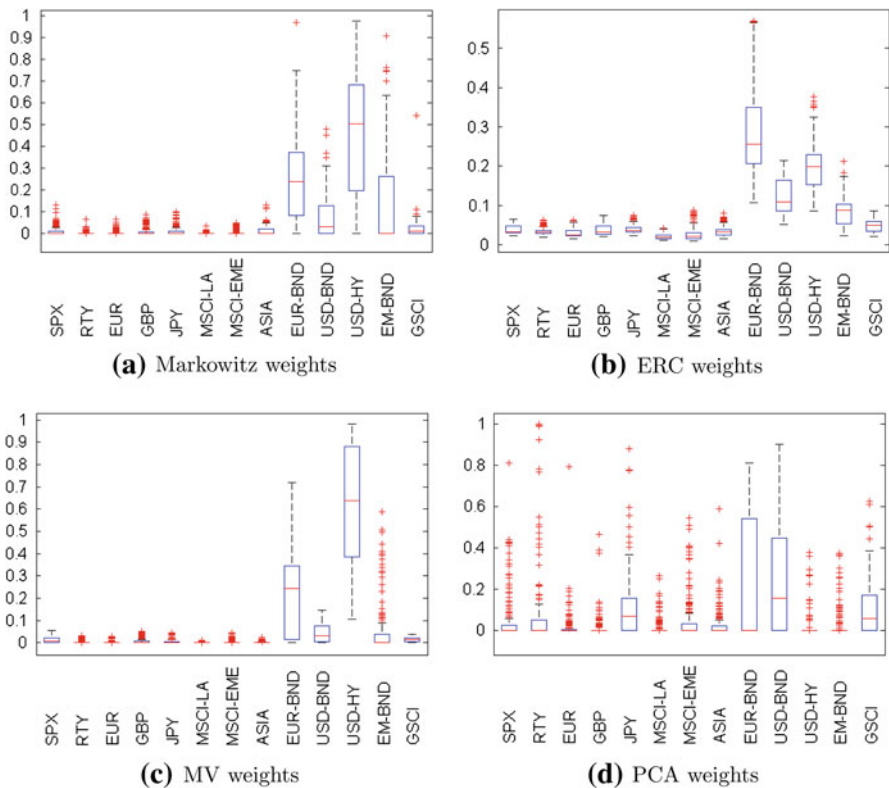 1
0.9
0.8
0.7
0.6
0.5
0.4
0.3
0.2
0.1
0
SPX
RTY
EUR
GBP
JPY
MSCI-LA
MSCI-EME
ASIA
EUR-BND
USD-BND
USD-HY
EM-BND
GSCI
(a) Markowitz weights
0.5
0.4
0.3
0.2
0.1
0
SPX
RTY
EUR
GBP
JPY
MSCI-LA
MSCI-EME
ASIA
EUR-BND
USD-BND
USD-HY
EM-BND
GSCI
(b) ERC weights
1
0.9
0.8
0.7
0.6
0.5
0.4
0.3
0.2
0.1
0
SPX
RTY
EUR
GBP
JPY
MSCI-LA
MSCI-EME
ASIA
EUR-BND
USD-BND
USD-HY
EM-BND
GSCI
(c) MV weights
1
0.8
0.6
0.4
0.2
0
SPX
RTY
EUR
GBP
JPY
MSCI-LA
MSCI-EME
ASIA
EUR-BND
USD-BND
USD-HY
EM-BND
GSCI
(d) PCA weights